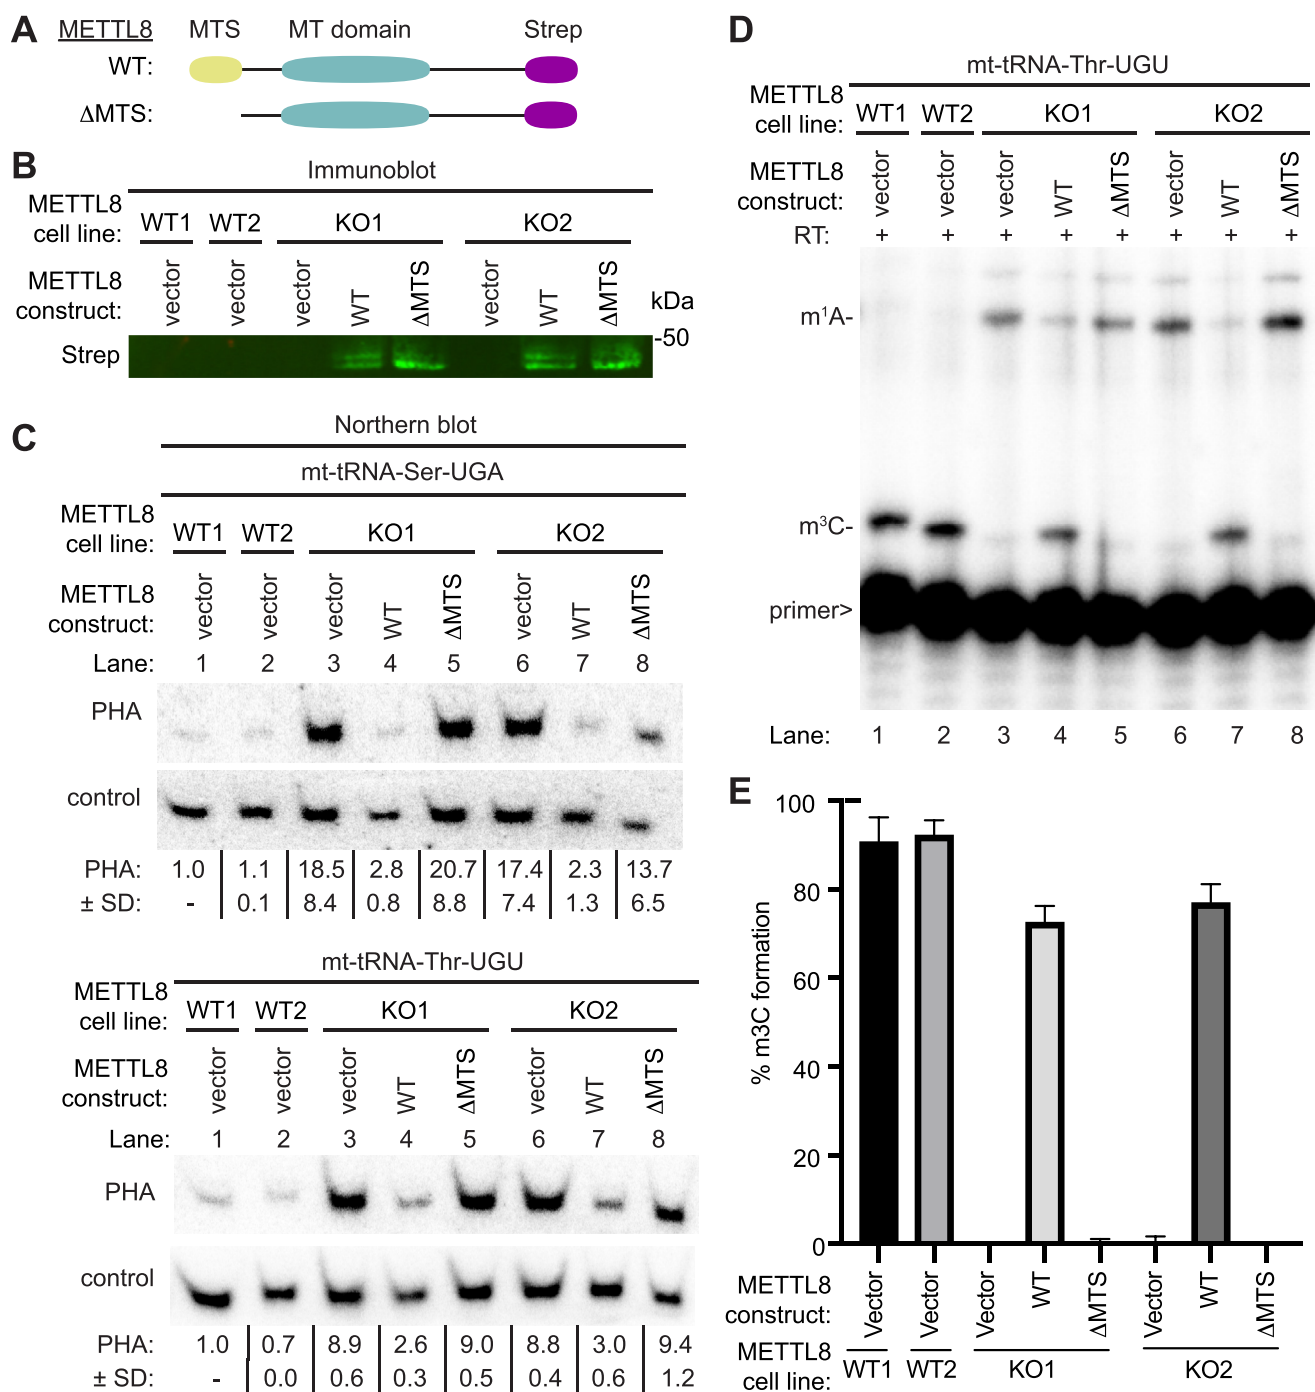 A
METTL8 MTS MT domain Strep
WT:
ΔMTS:
B
Immunoblot
METTL8
cell line: WT1 WT2 KO1 KO2
METTL8
construct: vector vector vector WT ΔMTS vector WT ΔMTS
kDa
-50
Strep
C
Northern blot
mt-tRNA-Ser-UGA
METTL8
cell line: WT1 WT2 KO1 KO2
METTL8
construct: vector vector vector WT ΔMTS vector WT ΔMTS
Lane: 1 2 3 4 5 6 7 8
PHA
control
PHA: 1.0 1.1 18.5 2.8 20.7 17.4 2.3 13.7
± SD: - 0.1 8.4 0.8 8.8 7.4 1.3 6.5
mt-tRNA-Thr-UGU
METTL8
cell line: WT1 WT2 KO1 KO2
METTL8
construct: vector vector vector WT ΔMTS vector WT ΔMTS
Lane: 1 2 3 4 5 6 7 8
PHA
control
PHA: 1.0 0.7 8.9 2.6 9.0 8.8 3.0 9.4
± SD: - 0.0 0.6 0.3 0.5 0.4 0.6 1.2
D
mt-tRNA-Thr-UGU
METTL8
cell line: WT1 WT2 KO1 KO2
METTL8
construct: vector vector vector WT ΔMTS vector WT ΔMTS
RT: + + + + + + + +
m¹A-
m³C-
primer>
Lane: 1 2 3 4 5 6 7 8
E
% m3C formation
100
80
60
40
20
0
METTL8
construct: Vector Vector Vector WT ΔMTS Vector WT ΔMTS
METTL8
cell line: WT1 WT2 KO1 KO2